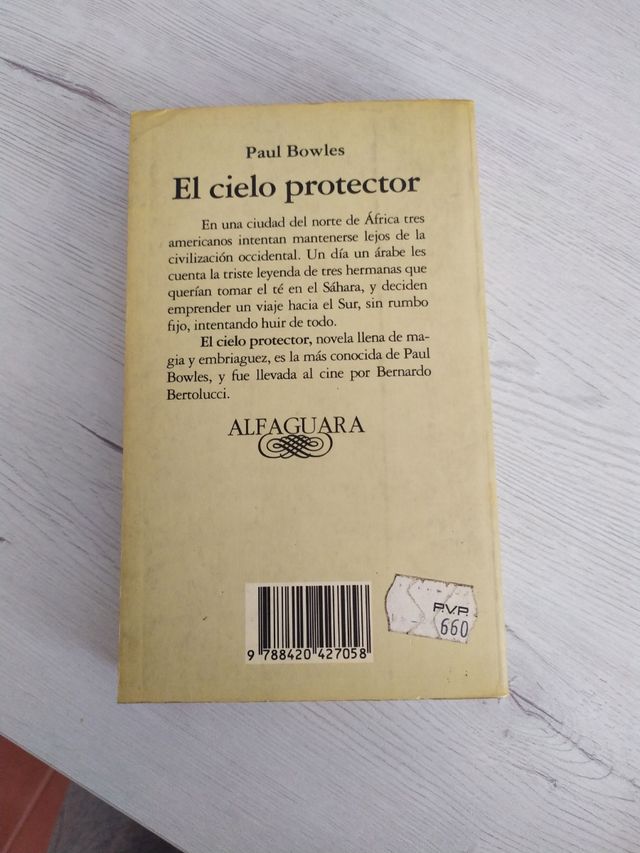 Paul Bowles
El cielo protector
En una ciudad del norte de África tres
americanos intentan mantenerse lejos de la
civilización occidental. Un día un árabe les
cuenta la triste leyenda de tres hermanas que
querían tomar el té en el Sáhara, y deciden
emprender un viaje hacia el Sur, sin rumbo
fijo, intentando huir de todo.
El cielo protector, novela llena de ma-
gia y embriaguez, es la más conocida de Paul
Bowles, y fue llevada al cine por Bernardo
Bertolucci.
ALFAGUARA
9 788420 427058
P.V.P.
660